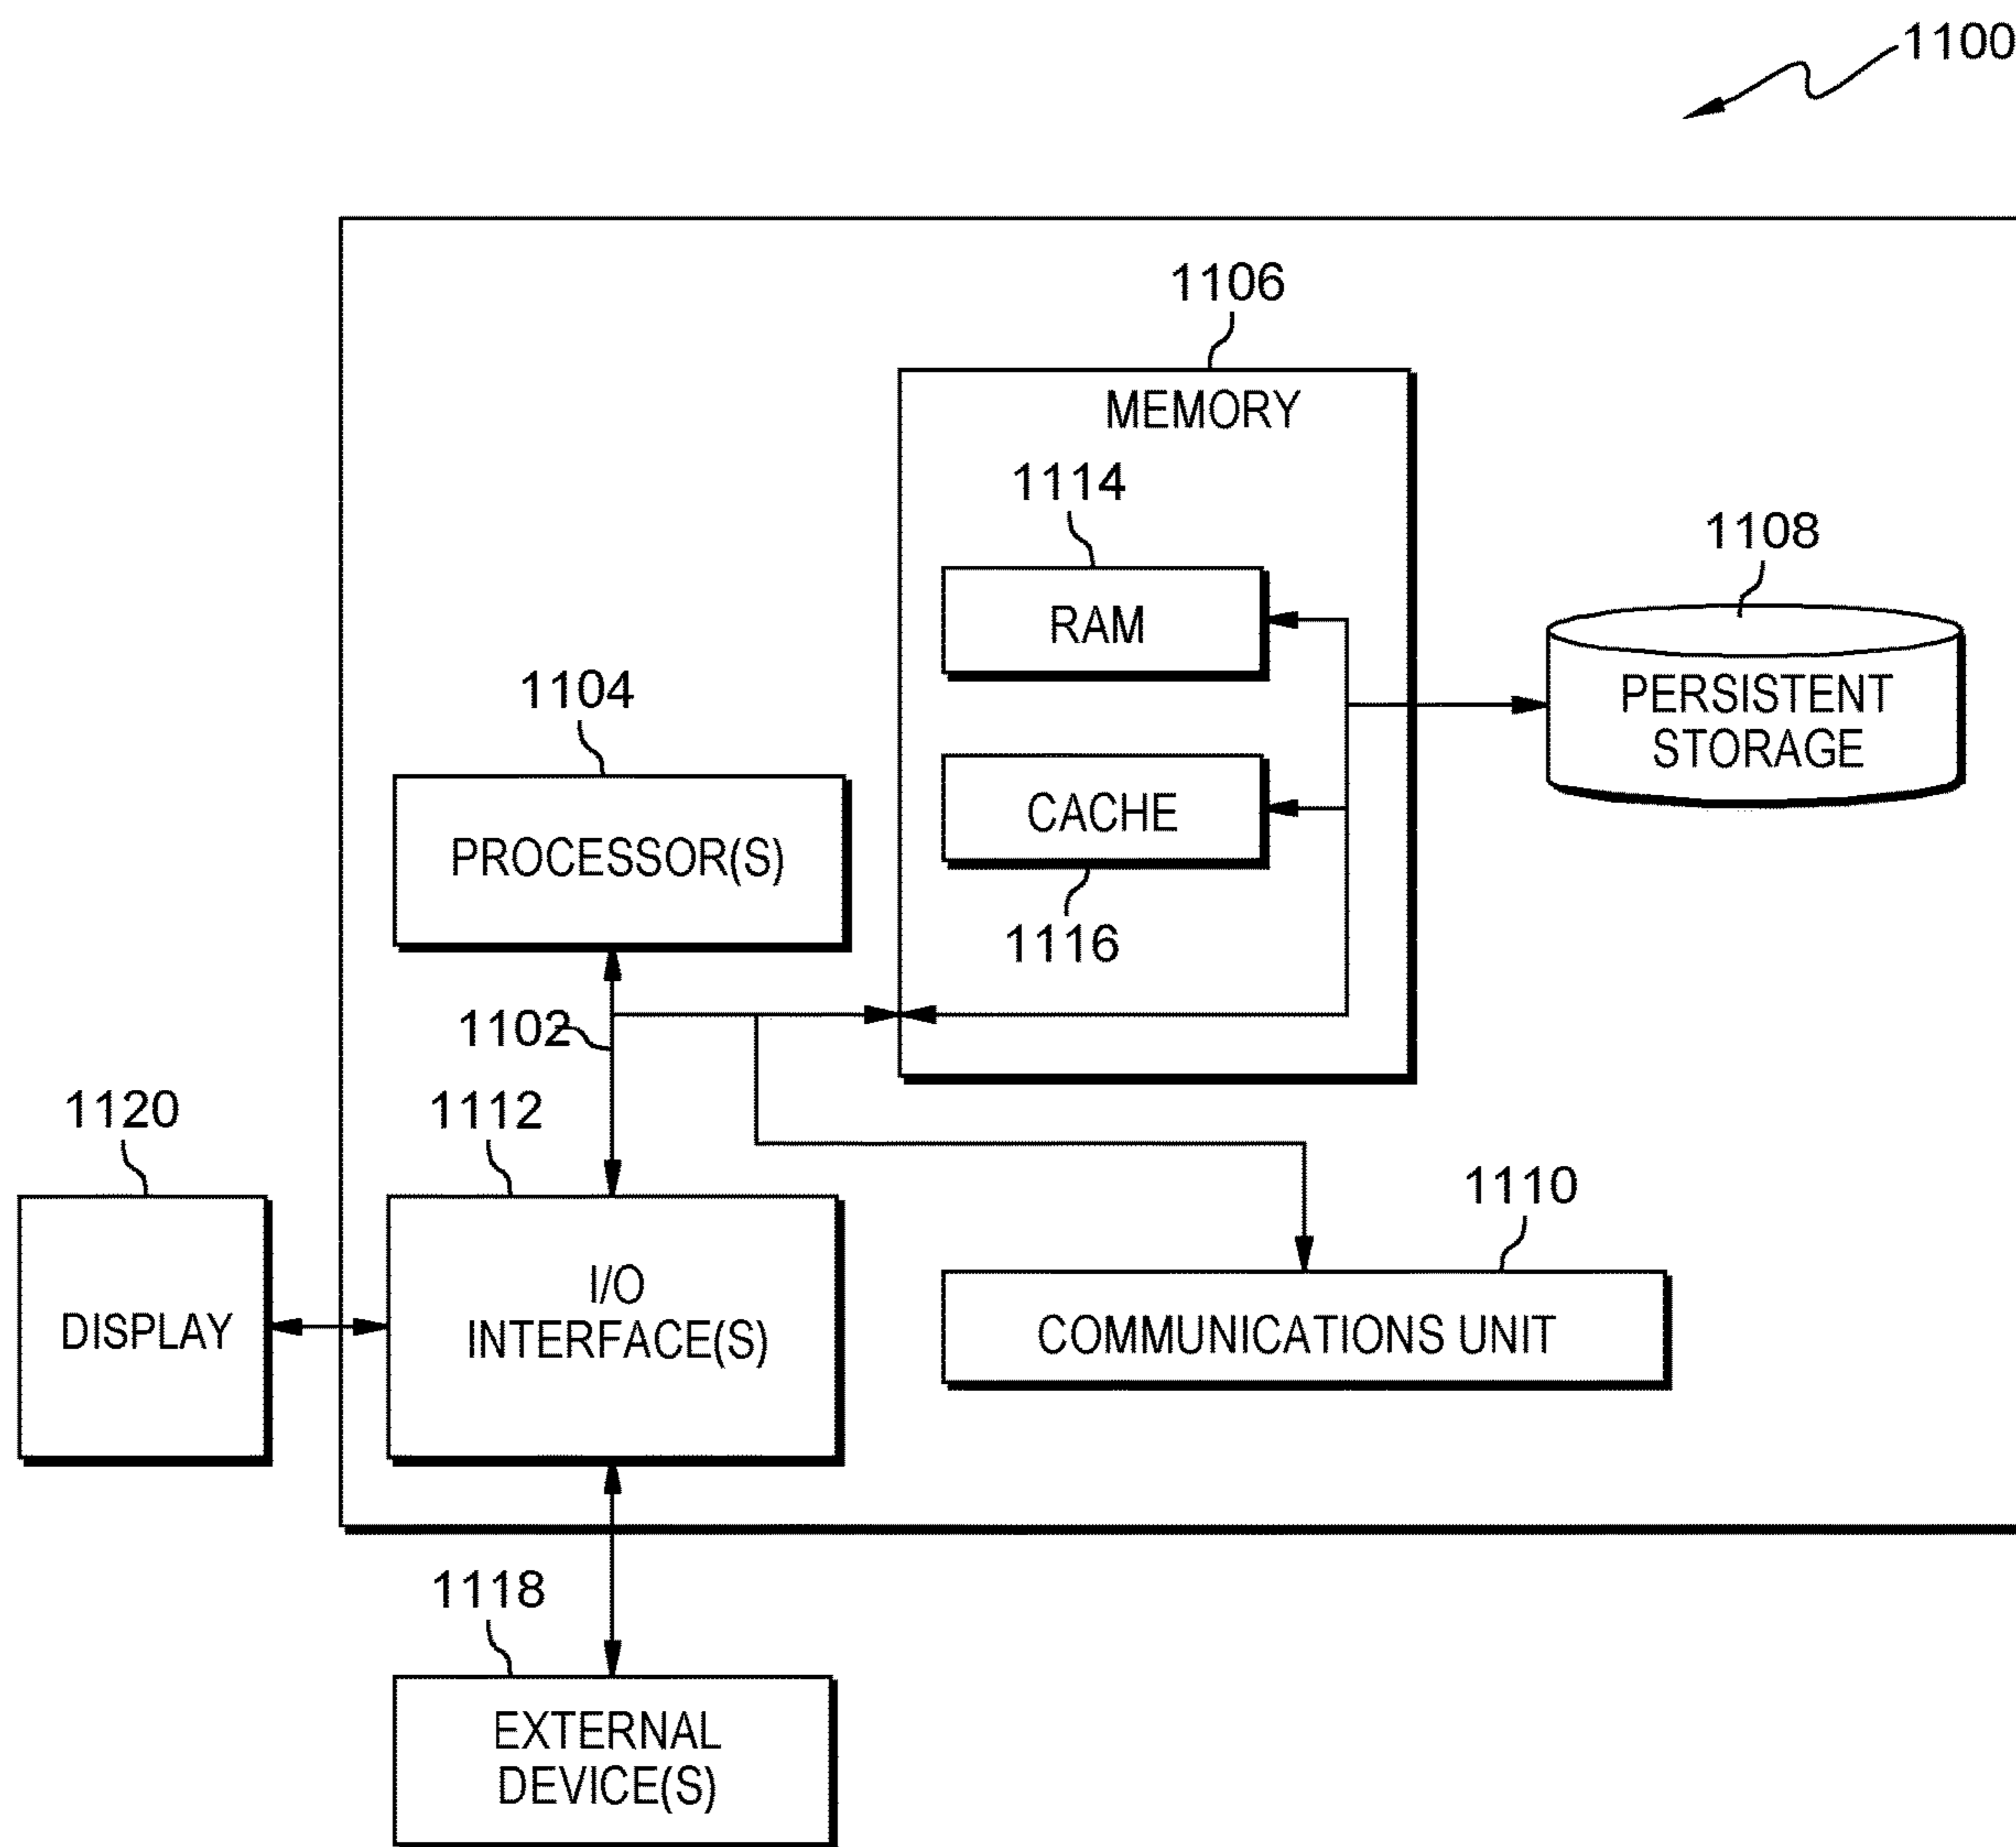 1100
1106
MEMORY
1114
RAM
1108
PERSISTENT
STORAGE
1104
PROCESSOR(S)
CACHE
1116
1102
1120
DISPLAY
1112
I/O
INTERFACE(S)
1110
COMMUNICATIONS UNIT
1118
EXTERNAL
DEVICE(S)